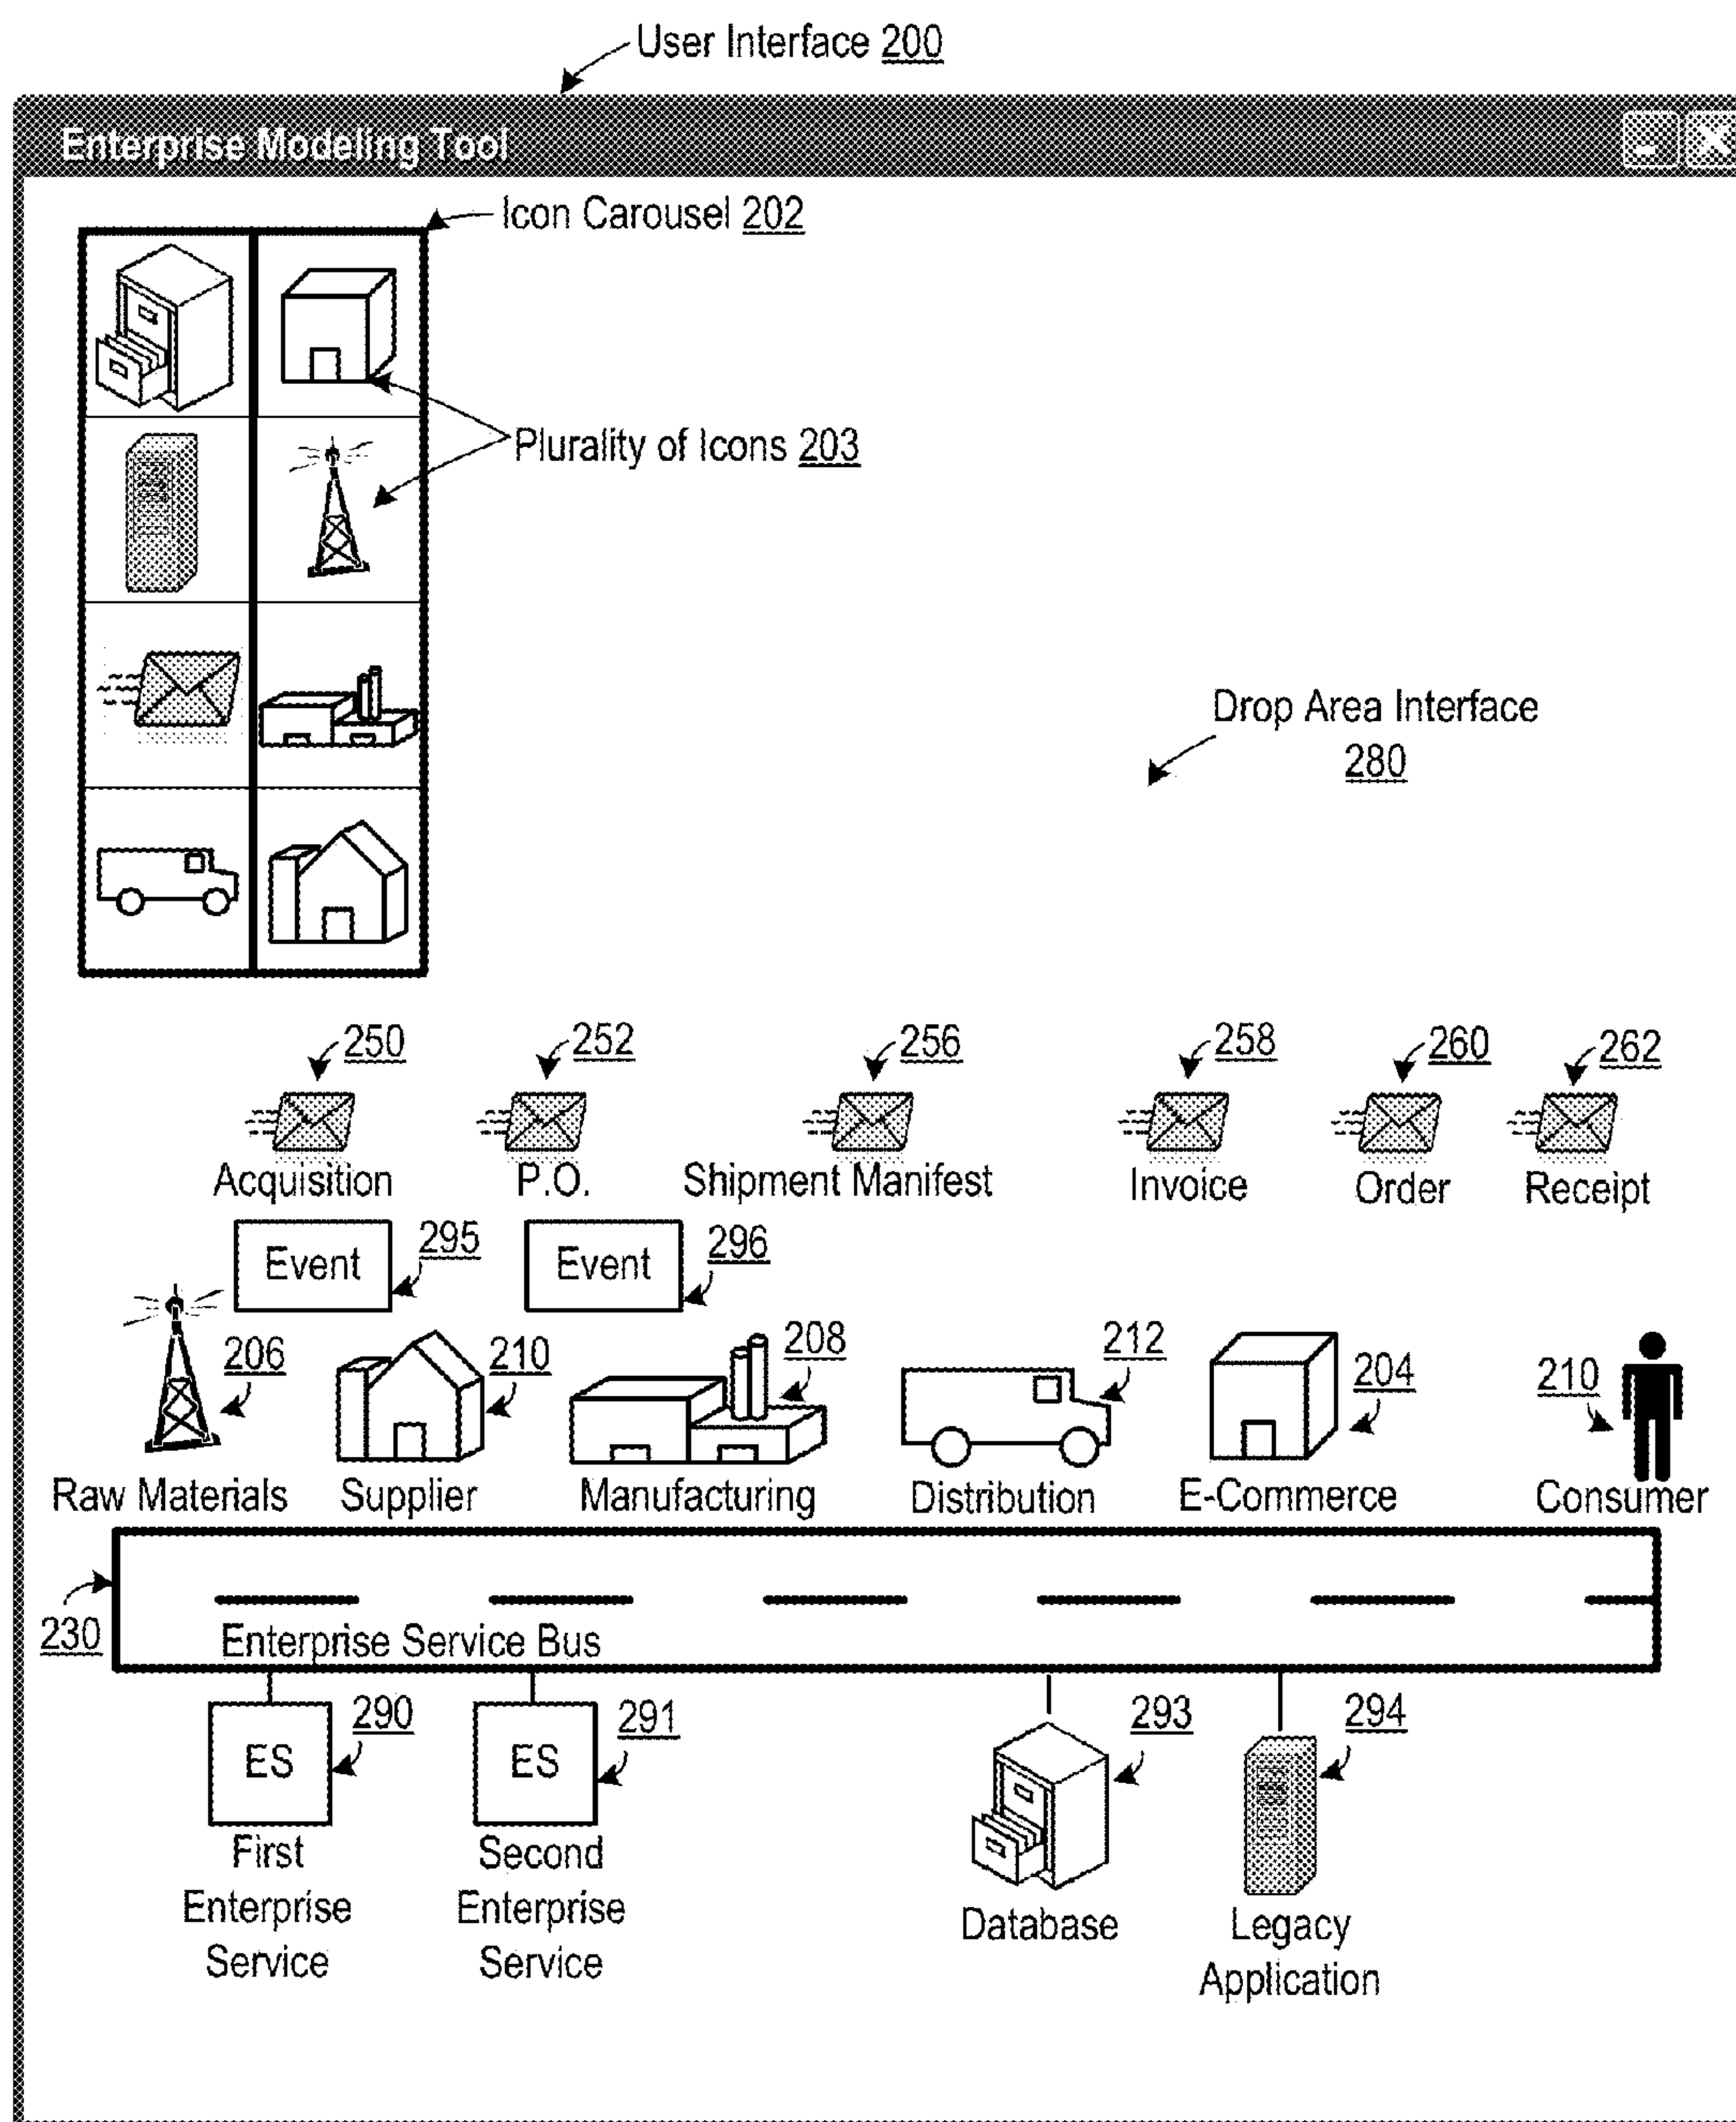 User Interface 200
Enterprise Modeling Tool
Icon Carousel 202
Plurality of Icons 203
Drop Area Interface
280
250 252 256 258 260 262
Acquisition P.O. Shipment Manifest Invoice Order Receipt
Event 295 Event 296
206 210 208 212 204 210
Raw Materials Supplier Manufacturing Distribution E-Commerce Consumer
230 Enterprise Service Bus
ES 290 ES 291 293 294
First
Enterprise
Service
Second
Enterprise
Service
Database
Legacy
Application